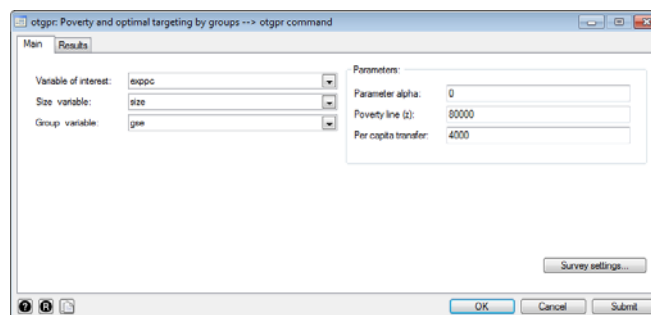 otgpr: Poverty and optimal targeting by groups --> otgpr command
Main Results
Variable of interest: exppc
Size variable: size
Group variable: gse
Parameters:
Parameter alpha: 0
Poverty line (z): 80000
Per capita transfer: 4000
Survey settings...
? R OK Cancel Submit